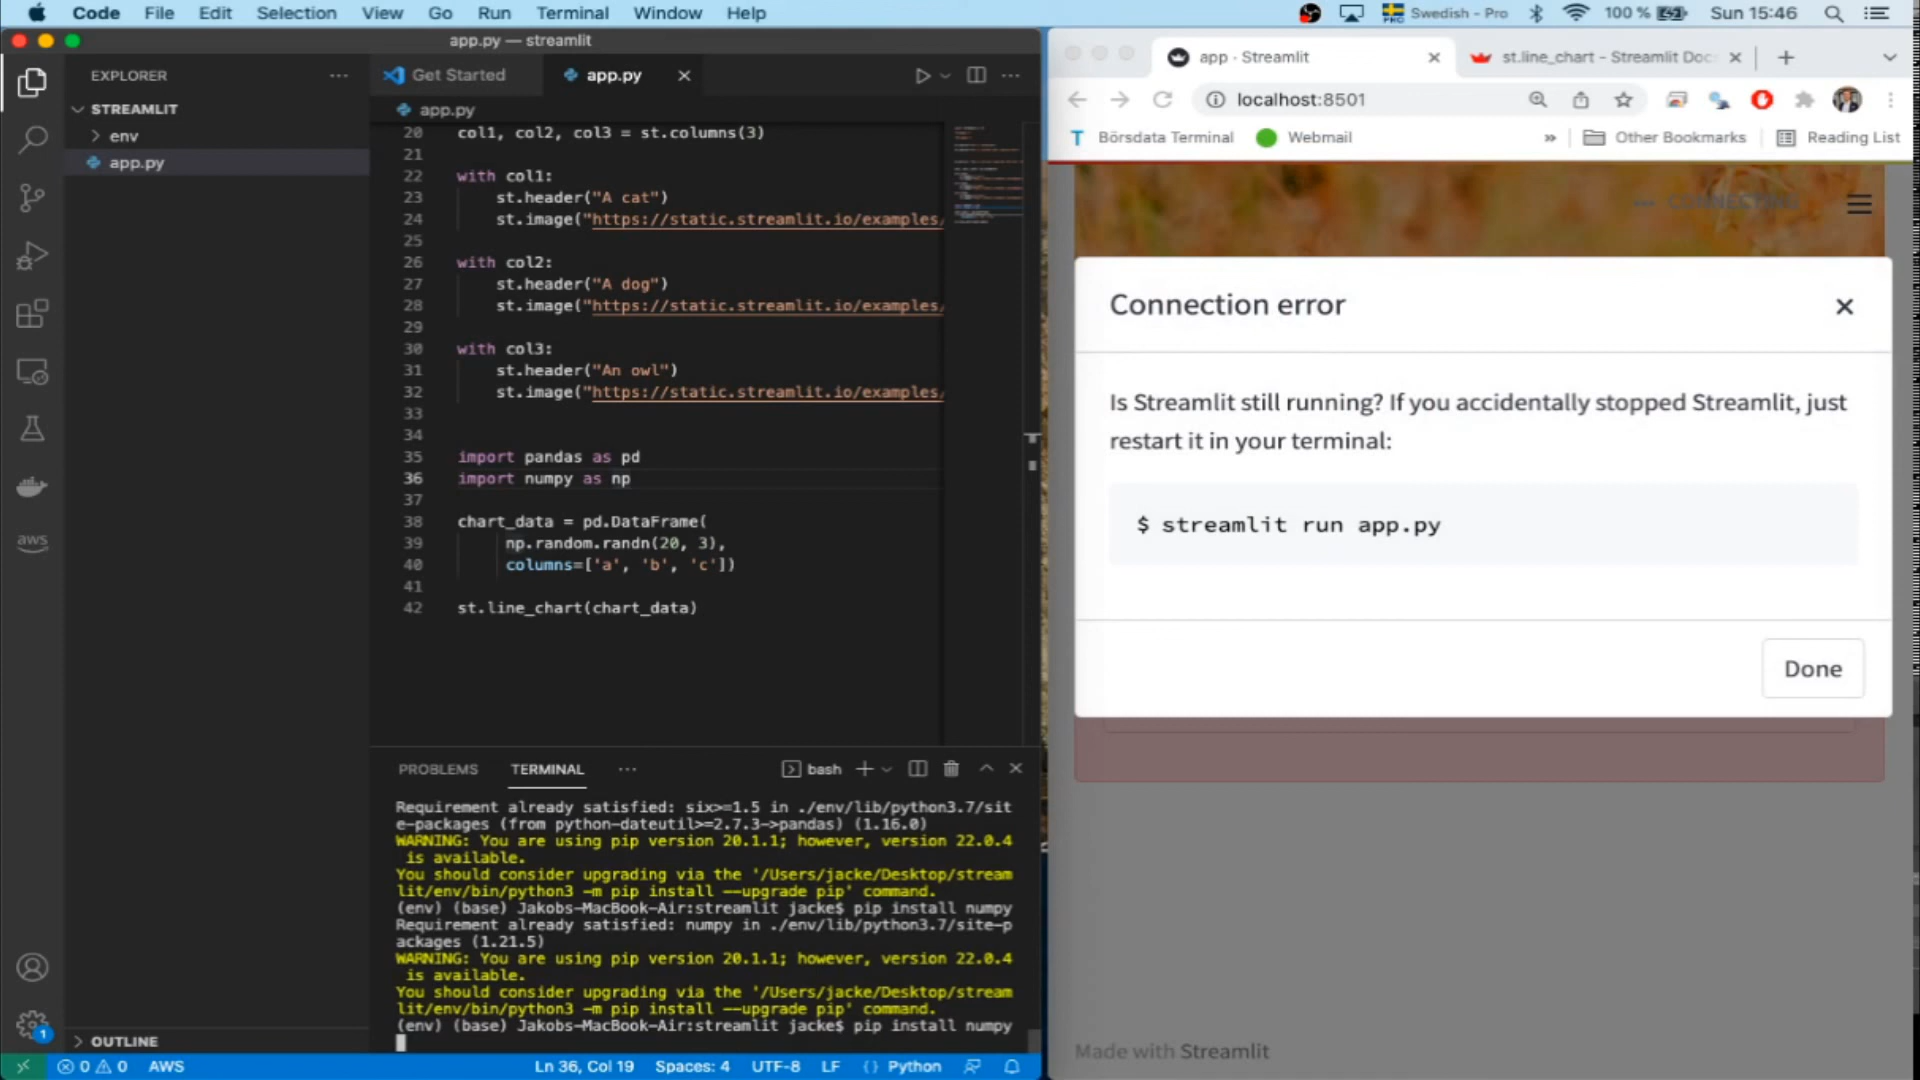 Code File Edit Selection View Go Run Terminal Window Help
Swedish - Pro 100 % Sun 15:46
app.py — streamlit
EXPLORER
STREAMLIT
env
app.py
Get Started app.py
app.py
20 col1, col2, col3 = st.columns(3)
21
22 with col1:
23 st.header("A cat")
24 st.image("https://static.streamlit.io/examples/
25
26 with col2:
27 st.header("A dog")
28 st.image("https://static.streamlit.io/examples/
29
30 with col3:
31 st.header("An owl")
32 st.image("https://static.streamlit.io/examples/
33
34
35 import pandas as pd
36 import numpy as np
37
38 chart_data = pd.DataFrame(
39 np.random.randn(20, 3),
40 columns=['a', 'b', 'c'])
41
42 st.line_chart(chart_data)
PROBLEMS TERMINAL bash
Requirement already satisfied: six>=1.5 in ./env/lib/python3.7/sit
e-packages (from python-dateutil>=2.7.3->pandas) (1.16.0)
WARNING: You are using pip version 20.1.1; however, version 22.0.4
is available.
You should consider upgrading via the '/Users/jacke/Desktop/stream
lit/env/bin/python3 -m pip install --upgrade pip' command.
(env) (base) Jakobs-MacBook-Air:streamlit jacke$ pip install numpy
Requirement already satisfied: numpy in ./env/lib/python3.7/site-p
ackages (1.21.5)
WARNING: You are using pip version 20.1.1; however, version 22.0.4
is available.
You should consider upgrading via the '/Users/jacke/Desktop/stream
lit/env/bin/python3 -m pip install --upgrade pip' command.
(env) (base) Jakobs-MacBook-Air:streamlit jacke$ pip install numpy
aws
1
OUTLINE
0 0 AWS Ln 36, Col 19 Spaces: 4 UTF-8 LF Python
app · Streamlit st.line_chart - Streamlit Docs
localhost:8501
Börsdata Terminal Webmail » Other Bookmarks Reading List
CONNECTING
Connection error
Is Streamlit still running? If you accidentally stopped Streamlit, just
restart it in your terminal:
$ streamlit run app.py
Done
Made with Streamlit